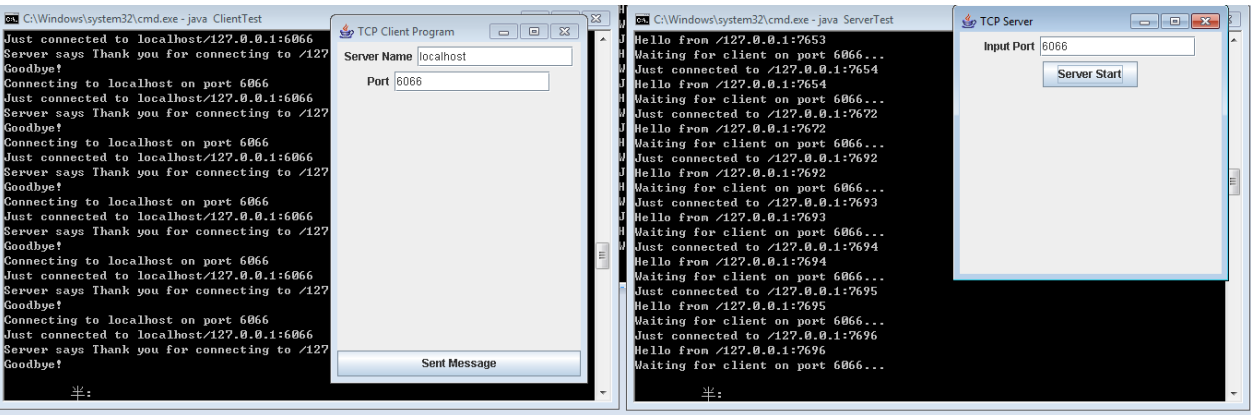 C:\Windows\system32\cmd.exe - java ClientTest
Just connected to localhost/127.0.0.1:6066
Server says Thank you for connecting to /127
Goodbye!
Connecting to localhost on port 6066
Just connected to localhost/127.0.0.1:6066
Server says Thank you for connecting to /127
Goodbye!
Connecting to localhost on port 6066
Just connected to localhost/127.0.0.1:6066
Server says Thank you for connecting to /127
Goodbye!
Connecting to localhost on port 6066
Just connected to localhost/127.0.0.1:6066
Server says Thank you for connecting to /127
Goodbye!
Connecting to localhost on port 6066
Just connected to localhost/127.0.0.1:6066
Server says Thank you for connecting to /127
Goodbye!
Connecting to localhost on port 6066
Just connected to localhost/127.0.0.1:6066
Server says Thank you for connecting to /127
Goodbye!
半:
TCP Client Program
Server Name localhost
Port 6066
Sent Message
C:\Windows\system32\cmd.exe - java ServerTest
Hello from /127.0.0.1:7653
Waiting for client on port 6066...
Just connected to /127.0.0.1:7654
Hello from /127.0.0.1:7654
Waiting for client on port 6066...
Just connected to /127.0.0.1:7672
Hello from /127.0.0.1:7672
Waiting for client on port 6066...
Just connected to /127.0.0.1:7692
Hello from /127.0.0.1:7692
Waiting for client on port 6066...
Just connected to /127.0.0.1:7693
Hello from /127.0.0.1:7693
Waiting for client on port 6066...
Just connected to /127.0.0.1:7694
Hello from /127.0.0.1:7694
Waiting for client on port 6066...
Just connected to /127.0.0.1:7695
Hello from /127.0.0.1:7695
Waiting for client on port 6066...
Just connected to /127.0.0.1:7696
Hello from /127.0.0.1:7696
Waiting for client on port 6066...
半:
TCP Server
Input Port 6066
Server Start